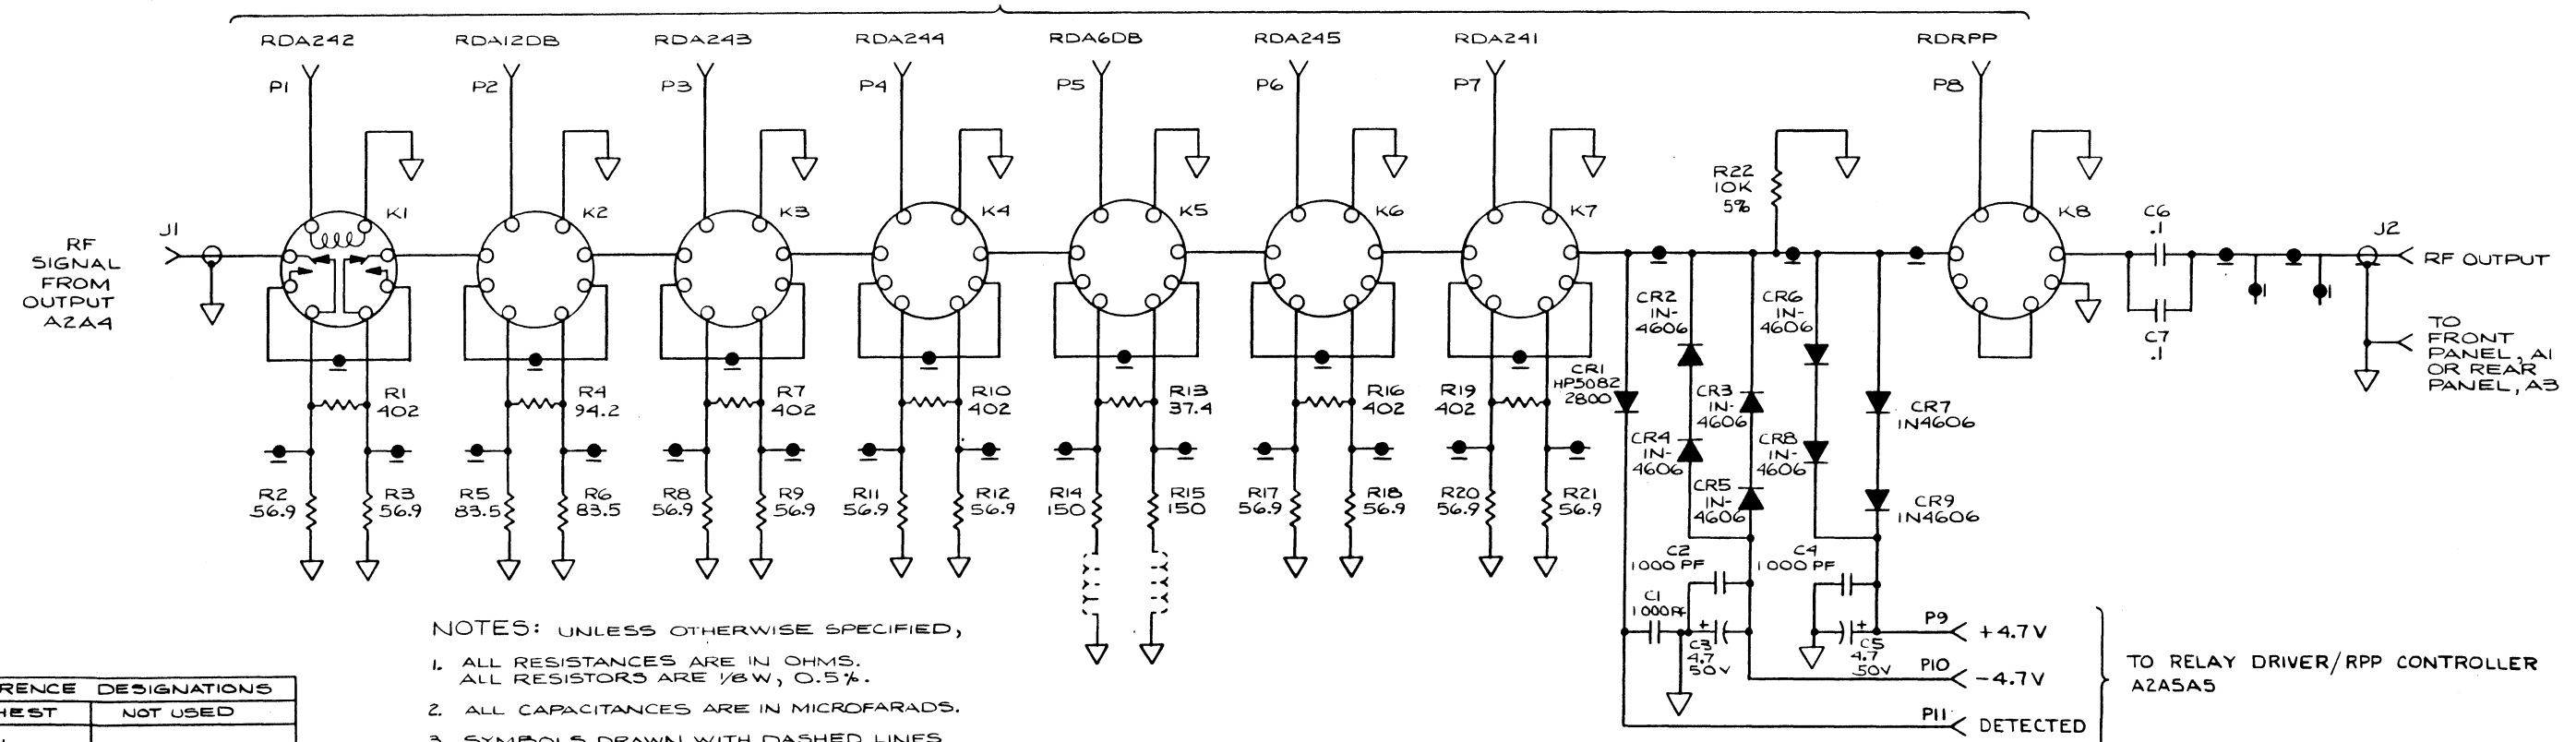 RDA242 RDA12DB RDA243 RDA244 RDA6DB RDA245 RDA241 RDRPP
P1 P2 P3 P4 P5 P6 P7 P8
K1 K2 K3 K4 K5 K6 K7 K8
J1
RF
SIGNAL
FROM
OUTPUT
A2A4
R22
10K
5%
C6
.1
C7
.1
J2
RF OUTPUT
TO
FRONT
PANEL, A1
OR REAR
PANEL, A3
R1
402
R4
94.2
R7
402
R10
402
R13
37.4
R16
402
R19
402
R2
56.9
R3
56.9
R5
83.5
R6
83.5
R8
56.9
R9
56.9
R11
56.9
R12
56.9
R14
150
R15
150
R17
56.9
R18
56.9
R20
56.9
R21
56.9
CR1
HP5082
2800
CR2
IN-
4606
CR3
IN-
4606
CR4
IN-
4606
CR5
IN-
4606
CR6
IN-
4606
CR8
IN-
4606
CR7
1N4606
CR9
1N4606
C2
1000 PF
C4
1000 PF
C1
1000PF
+
C3
4.7
50V
+
C5
4.7
50V
P9 +4.7V
P10 -4.7V
P11 DETECTED
TO RELAY DRIVER/RPP CONTROLLER
A2A5A5
NOTES: UNLESS OTHERWISE SPECIFIED,
1. ALL RESISTANCES ARE IN OHMS.
ALL RESISTORS ARE 1/8W, 0.5%.
2. ALL CAPACITANCES ARE IN MICROFARADS.
3. SYMBOLS DRAWN WITH DASHED LINES
RENCE DESIGNATIONS
HEST NOT USED